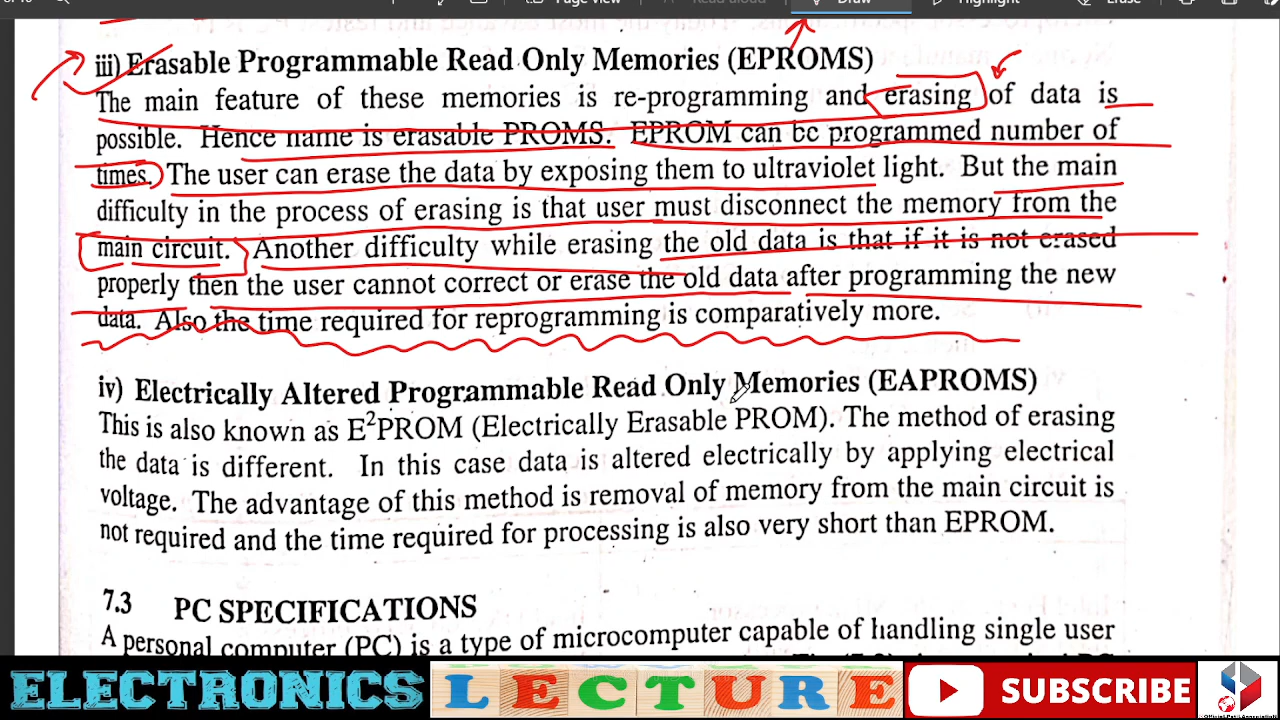 Page view
Draw
Highlight
Erase
iii) Erasable Programmable Read Only Memories (EPROMS)
The main feature of these memories is re-programming and erasing of data is
possible. Hence name is erasable PROMS. EPROM can be programmed number of
times. The user can erase the data by exposing them to ultraviolet light. But the main
difficulty in the process of erasing is that user must disconnect the memory from the
main circuit. Another difficulty while erasing the old data is that if it is not erased
properly then the user cannot correct or erase the old data after programming the new
data. Also the time required for reprogramming is comparatively more.
iv) Electrically Altered Programmable Read Only Memories (EAPROMS)
This is also known as E²PROM (Electrically Erasable PROM). The method of erasing
the data is different. In this case data is altered electrically by applying electrical
voltage. The advantage of this method is removal of memory from the main circuit is
not required and the time required for processing is also very short than EPROM.
7.3 PC SPECIFICATIONS
A personal computer (PC) is a type of microcomputer capable of handling single user
ELECTRONICS LECTURE SUBSCRIBE